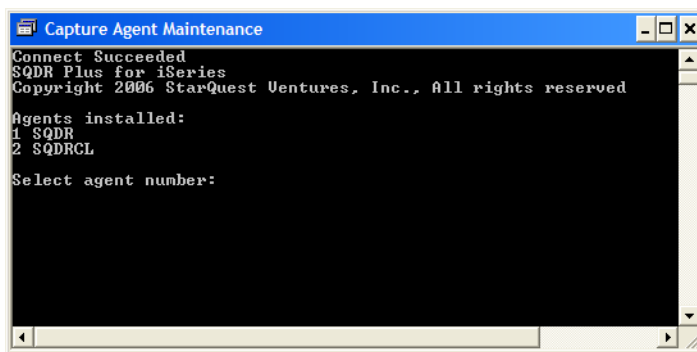 Capture Agent Maintenance
Connect Succeeded
SQDR Plus for iSeries
Copyright 2006 StarQuest Ventures, Inc., All rights reserved
Agents installed:
1 SQDR
2 SQDRCL
Select agent number: